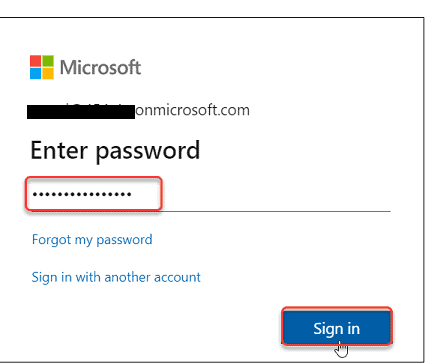 Microsoft
onmicrosoft.com
Enter password
••••••••••••••••
Forgot my password
Sign in with another account
Sign in